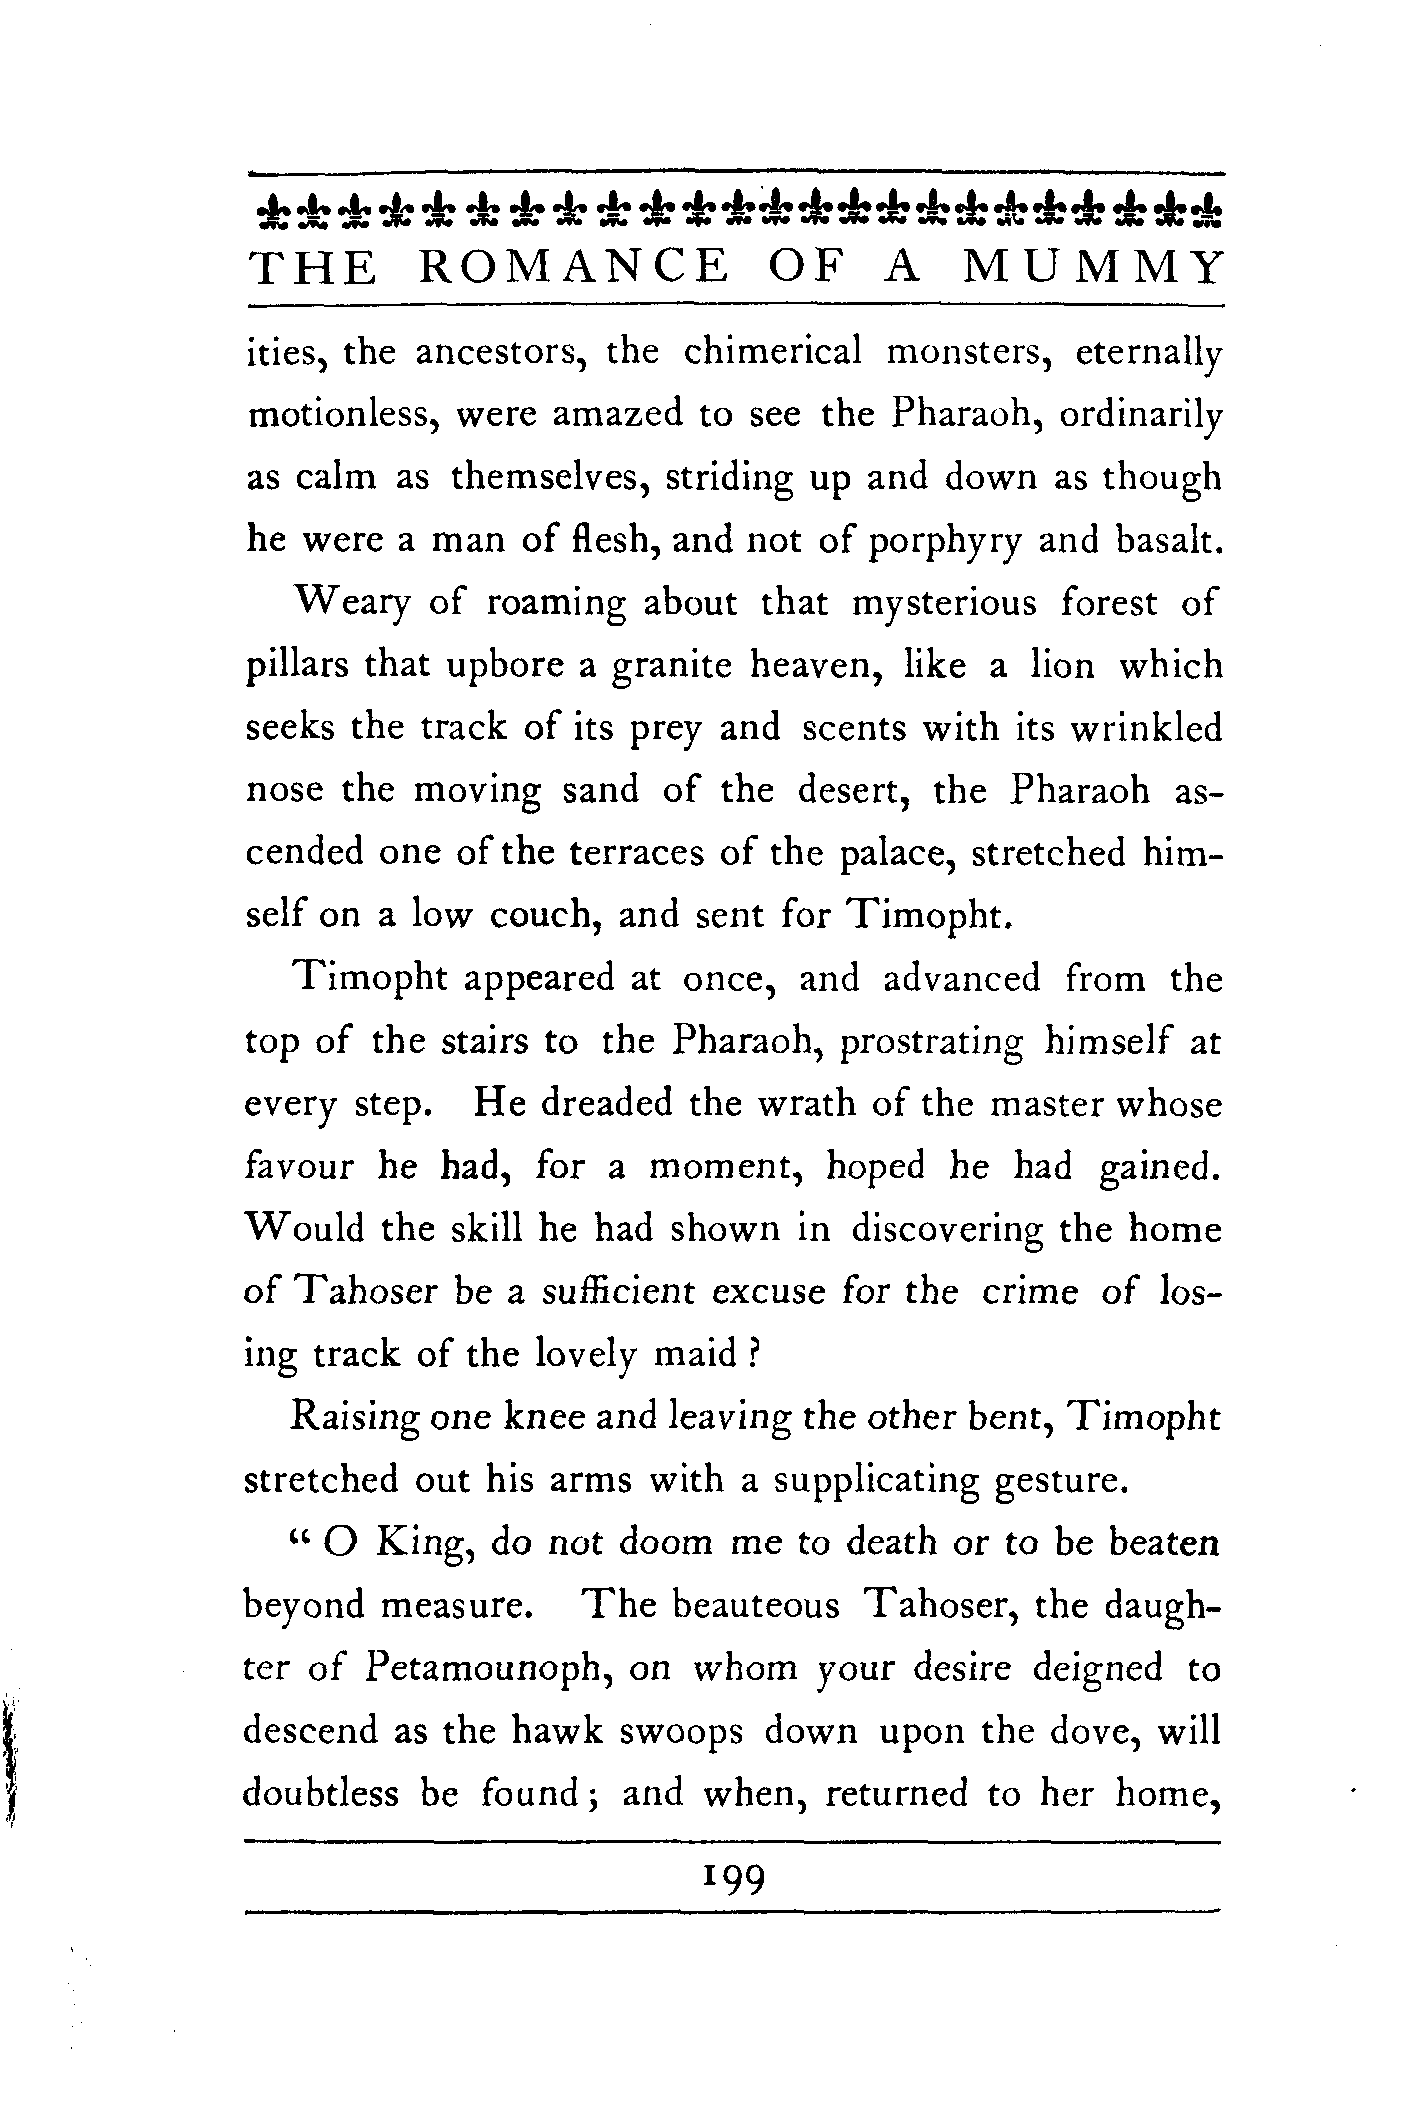 THE ROMANCE OF A MUMMY
ities, the ancestors, the chimerical monsters, eternally
motionless, were amazed to see the Pharaoh, ordinarily
as calm as themselves, striding up and down as though
he were a man of flesh, and not of porphyry and basalt.
Weary of roaming about that mysterious forest of
pillars that upbore a granite heaven, like a lion which
seeks the track of its prey and scents with its wrinkled
nose the moving sand of the desert, the Pharaoh as-
cended one of the terraces of the palace, stretched him-
self on a low couch, and sent for Timopht.
Timopht appeared at once, and advanced from the
top of the stairs to the Pharaoh, prostrating himself at
every step. He dreaded the wrath of the master whose
favour he had, for a moment, hoped he had gained.
Would the skill he had shown in discovering the home
of Tahoser be a sufficient excuse for the crime of los-
ing track of the lovely maid ?
Raising one knee and leaving the other bent, Timopht
stretched out his arms with a supplicating gesture.
“ O King, do not doom me to death or to be beaten
beyond measure. The beauteous Tahoser, the daugh-
ter of Petamounoph, on whom your desire deigned to
descend as the hawk swoops down upon the dove, will
doubtless be found ; and when, returned to her home,
199